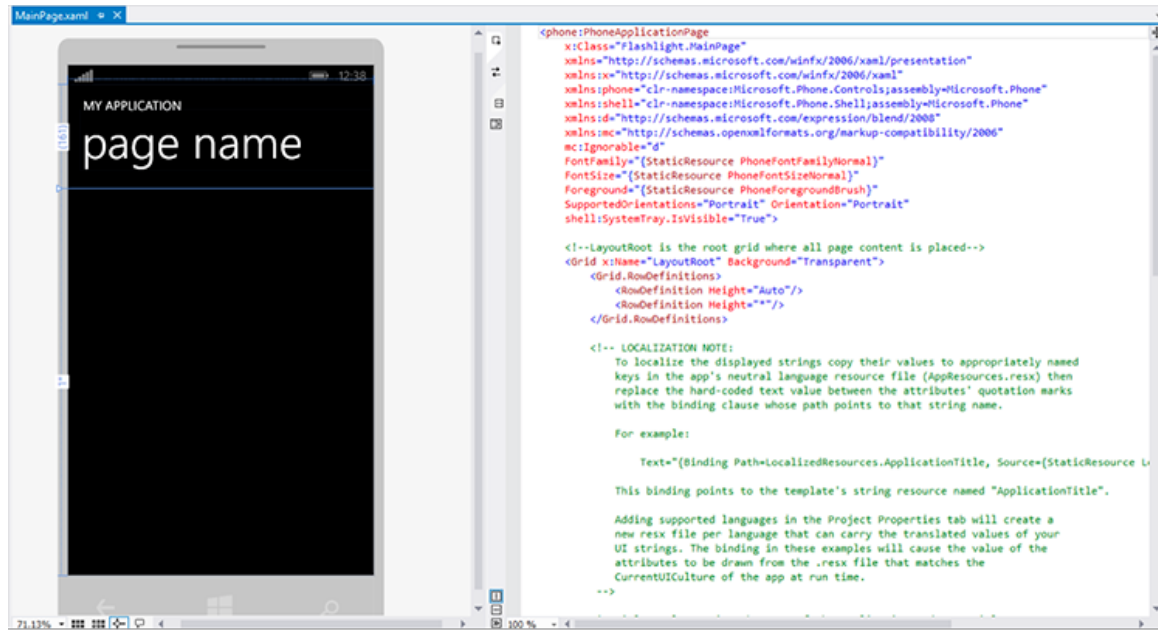 MainPage.xaml
12:38
MY APPLICATION
page name
(161)
1*
71.13%
<phone:PhoneApplicationPage
x:Class="Flashlight.MainPage"
xmlns="http://schemas.microsoft.com/winfx/2006/xaml/presentation"
xmlns:x="http://schemas.microsoft.com/winfx/2006/xaml"
xmlns:phone="clr-namespace:Microsoft.Phone.Controls;assembly=Microsoft.Phone"
xmlns:shell="clr-namespace:Microsoft.Phone.Shell;assembly=Microsoft.Phone"
xmlns:d="http://schemas.microsoft.com/expression/blend/2008"
xmlns:mc="http://schemas.openxmlformats.org/markup-compatibility/2006"
mc:Ignorable="d"
FontFamily="{StaticResource PhoneFontFamilyNormal}"
FontSize="{StaticResource PhoneFontSizeNormal}"
Foreground="{StaticResource PhoneForegroundBrush}"
SupportedOrientations="Portrait" Orientation="Portrait"
shell:SystemTray.IsVisible="True">
<!--LayoutRoot is the root grid where all page content is placed-->
<Grid x:Name="LayoutRoot" Background="Transparent">
<Grid.RowDefinitions>
<RowDefinition Height="Auto"/>
<RowDefinition Height="*"/>
</Grid.RowDefinitions>
<!-- LOCALIZATION NOTE:
To localize the displayed strings copy their values to appropriately named
keys in the app's neutral language resource file (AppResources.resx) then
replace the hard-coded text value between the attributes' quotation marks
with the binding clause whose path points to that string name.
For example:
Text="{Binding Path=LocalizedResources.ApplicationTitle, Source={StaticResource
This binding points to the template's string resource named "ApplicationTitle".
Adding supported languages in the Project Properties tab will create a
new resx file per language that can carry the translated values of your
UI strings. The binding in these examples will cause the value of the
attributes to be drawn from the .resx file that matches the
CurrentUICulture of the app at run time.
-->
100 %